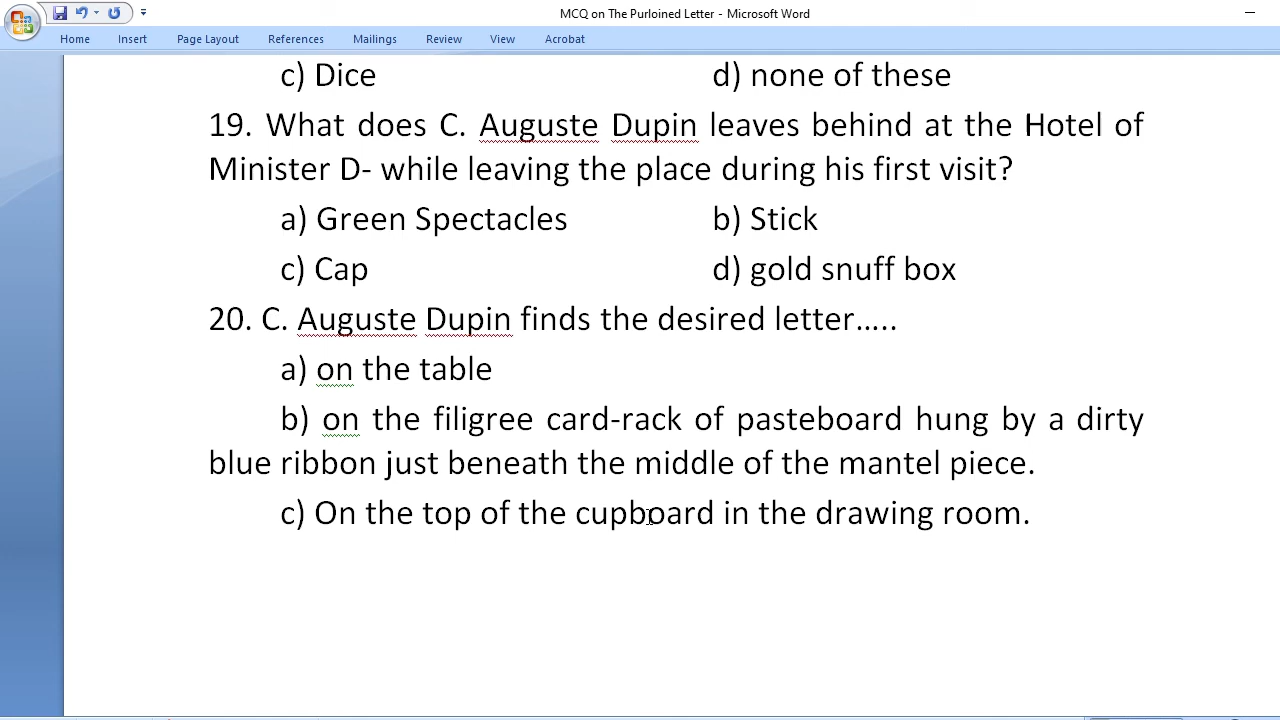 MCQ on The Purloined Letter - Microsoft Word
Home Insert Page Layout References Mailings Review View Acrobat
c) Dice d) none of these
19. What does C. Auguste Dupin leaves behind at the Hotel of
Minister D- while leaving the place during his first visit?
a) Green Spectacles b) Stick
c) Cap d) gold snuff box
20. C. Auguste Dupin finds the desired letter.....
a) on the table
b) on the filigree card-rack of pasteboard hung by a dirty
blue ribbon just beneath the middle of the mantel piece.
c) On the top of the cupboard in the drawing room.